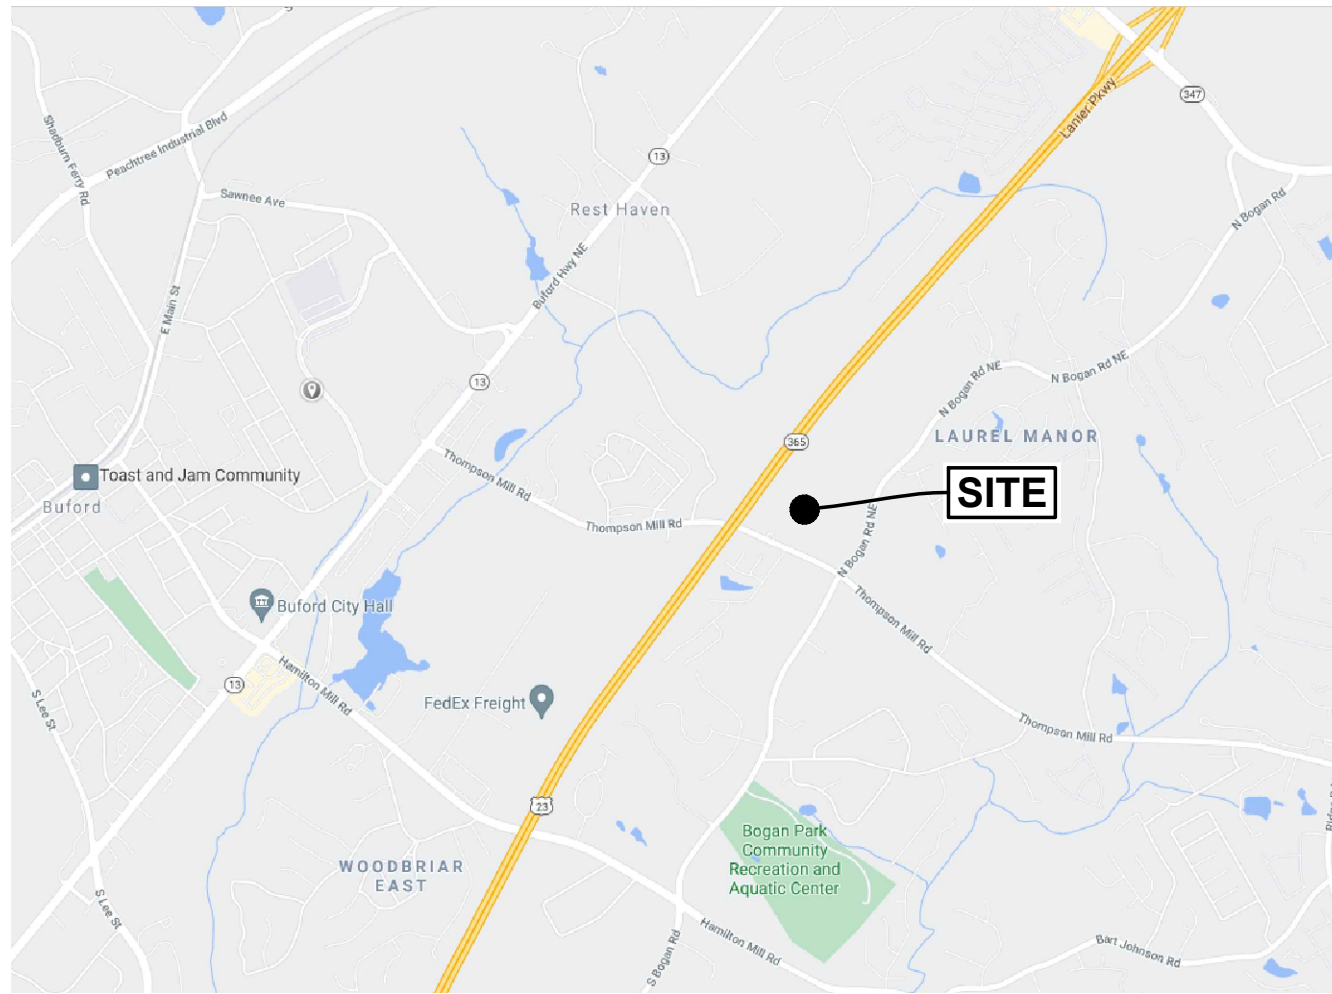 347
Lanier Pkwy
Shadburn Ferry Rd
Peachtree Industrial Blvd
13
Sawnee Ave
Rest Haven
N Bogan Rd
Buford Hwy NE
E Main St
N Bogan Rd NE
13
N Bogan Rd NE
365
LAUREL MANOR
Thompson Mill Rd
Toast and Jam Community
SITE
Buford
Thompson Mill Rd
N Bogan Rd NE
Buford City Hall
Thompson Mill Rd
Hamilton Mill Rd
13
S Lee St
FedEx Freight
Thompson Mill Rd
23
Bogan Park
Community
Recreation and
Aquatic Center
WOODBRIAR
EAST
S Lee St
Hamilton Mill Rd
S Bogan Rd
Bart Johnson Rd